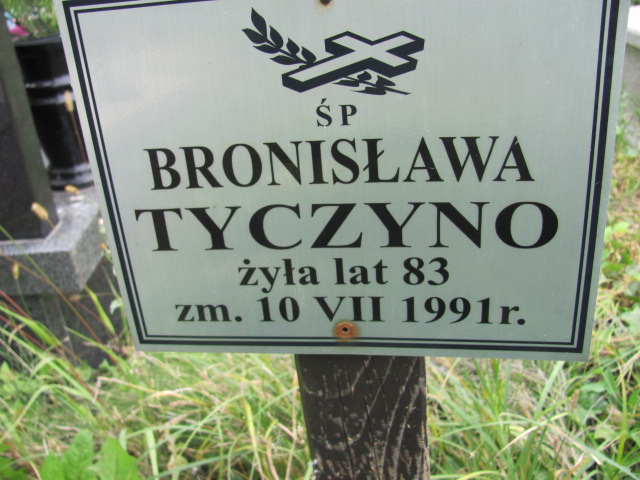 ŚP
BRONISŁAWA
TYCZYNO
żyła lat 83
zm. 10 VII 1991r.